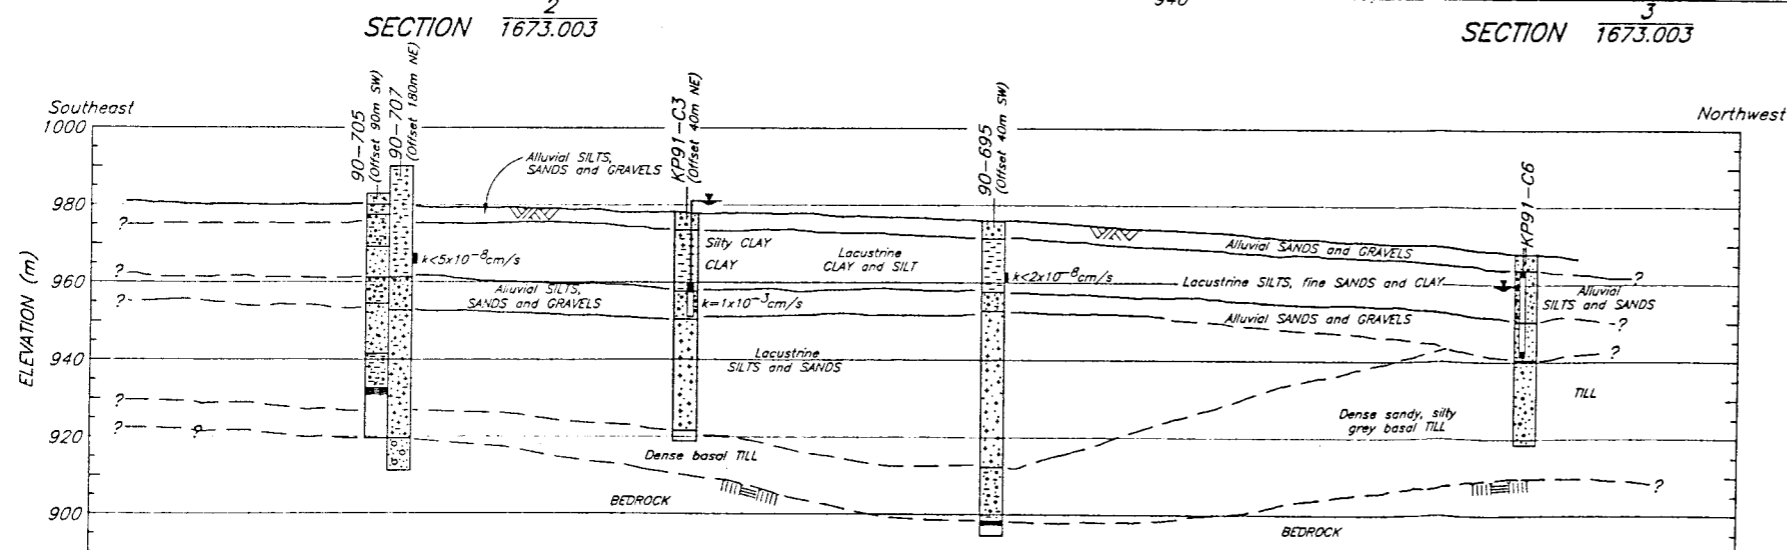 940
SECTION 2
1673.003
SECTION 3
1673.003
Southeast
Northwest
ELEVATION (m)
1000
980
960
940
920
900
90-705
(Offset 90m SW)
90-707
(Offset 180m NE)
KP91-C3
(Offset 40m NE)
90-695
(Offset 40m SW)
KP91-C6
Alluvial SILTS,
SANDS and GRAVELS
Silty CLAY
CLAY
Lacustrine
CLAY and SILT
k<5x10⁻⁸cm/s
k<2x10⁻⁸cm/s
k=1x10⁻³cm/s
Alluvial SILTS,
SANDS and GRAVELS
Alluvial SANDS and GRAVELS
Lacustrine SILTS, fine SANDS and CLAY
Alluvial
SILTS and SANDS
Alluvial SANDS and GRAVELS
Lacustrine
SILTS and SANDS
TILL
Dense sandy, silty
grey basal TILL
Dense basal TILL
BEDROCK
BEDROCK
?
?
?
?
?
?
?
?
?
?